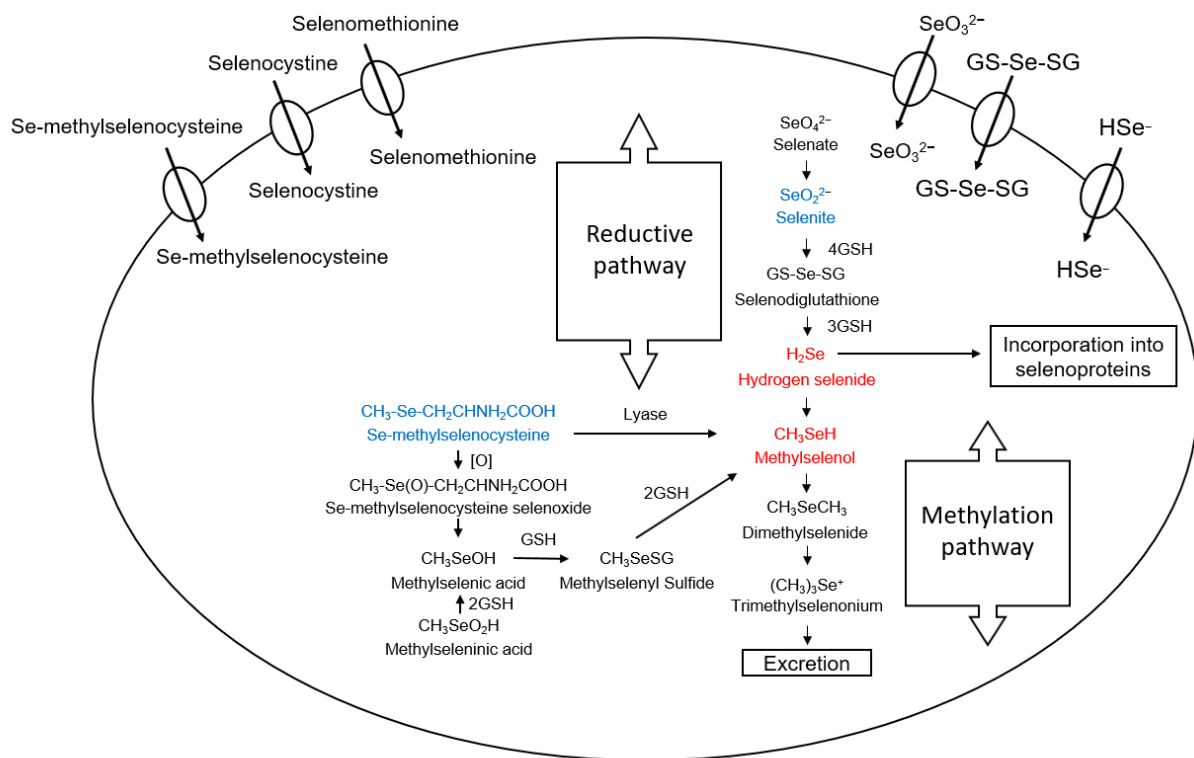 Selenomethionine
Selenocystine
Se-methylselenocysteine
Selenomethionine
Selenocystine
Se-methylselenocysteine
SeO₃²⁻
GS-Se-SG
HSe⁻
SeO₃²⁻
GS-Se-SG
HSe⁻
Reductive
pathway
SeO₄²⁻
Selenate
SeO₂²⁻
Selenite
4GSH
GS-Se-SG
Selenodiglutathione
3GSH
H₂Se
Hydrogen selenide
Incorporation into
selenoproteins
CH₃-Se-CH₂CHNH₂COOH
Se-methylselenocysteine
Lyase
CH₃SeH
Methylselenol
[O]
CH₃-Se(O)-CH₂CHNH₂COOH
Se-methylselenocysteine selenoxide
2GSH
CH₃SeOH
Methylselenic acid
GSH
CH₃SeSG
Methylselenyl Sulfide
2GSH
CH₃SeO₂H
Methylseleninic acid
CH₃SeCH₃
Dimethylselenide
(CH₃)₃Se⁺
Trimethylselenonium
Excretion
Methylation
pathway